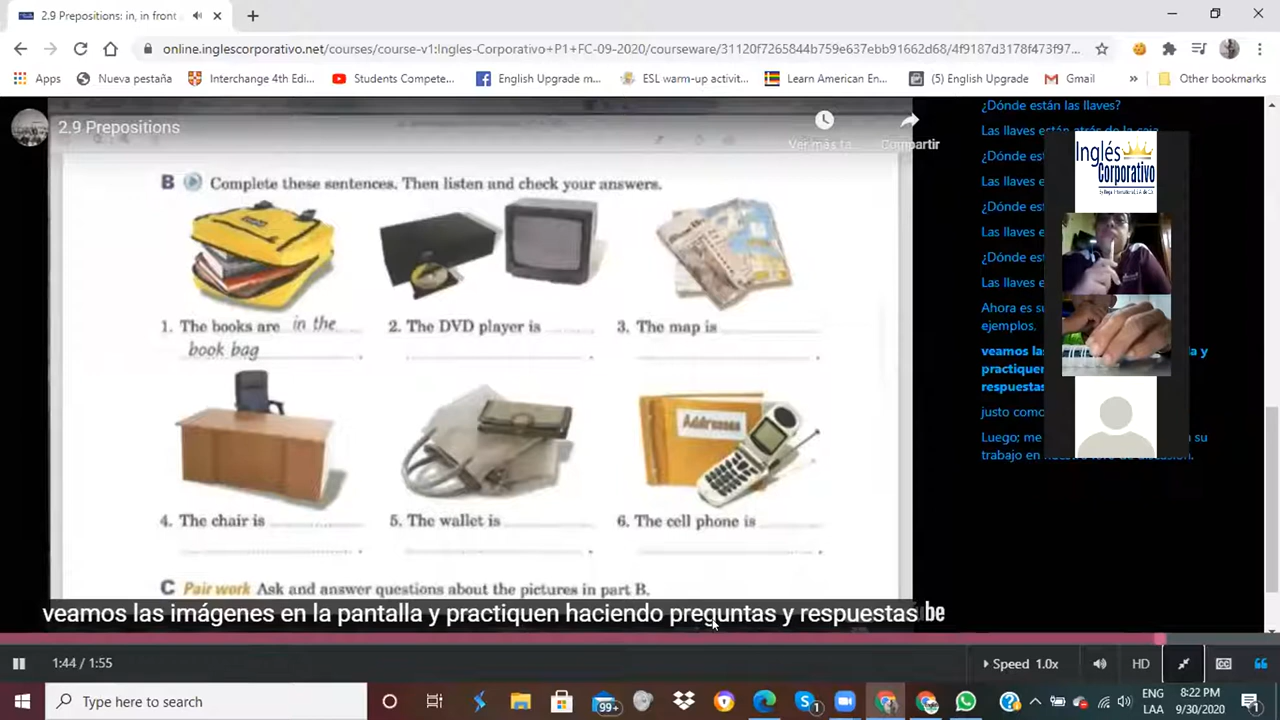 2.9 Prepositions: in, in front
online.inglescorporativo.net/courses/course-v1:Ingles-Corporativo+P1+FC-09-2020/courseware/31120f7265844b759e637ebb91662d68/4f9187d3178f473f97...
Apps
Nueva pestaña
Interchange 4th Edi...
Students Compete...
English Upgrade m...
ESL warm-up activit...
Learn American En...
(5) English Upgrade
Gmail
»
Other bookmarks
2.9 Prepositions
Ver más ta...
Compartir
B Complete these sentences. Then listen and check your answers.
Addresses
1. The books are in the
book bag.
2. The DVD player is
3. The map is
4. The chair is
5. The wallet is
6. The cell phone is
C Pair work Ask and answer questions about the pictures in part B.
veamos las imágenes en la pantalla y practiquen haciendo preguntas y respuestas
¿Dónde están las llaves?
Las llaves están atrás de la caja
¿Dónde est
Las llaves e
¿Dónde est
Las llaves e
¿Dónde est
Las llaves e
Ahora es su
ejemplos,
veamos las
y
practiquen
respuestas
justo como
Luego; me
su
trabajo en
Inglés
Corporativo
1:44 / 1:55
Speed 1.0x
HD
Type here to search
99+
1
ENG
LAA
8:22 PM
9/30/2020
1